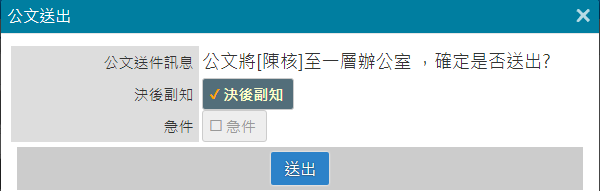 公文送出
公文送件訊息 公文將[陳核]至一層辦公室 ，確定是否送出?
決後副知 ✓ 決後副知
急件 ☐ 急件
送出